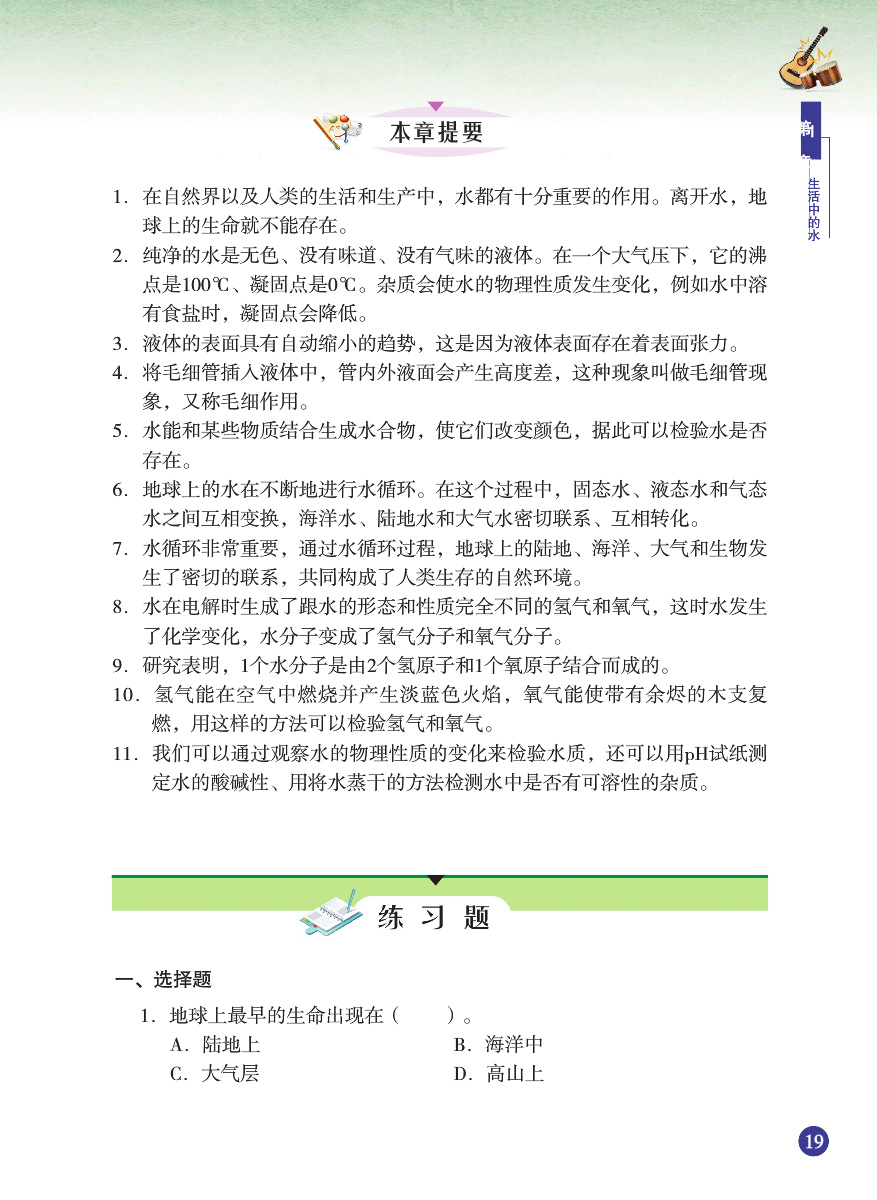 本章提要
1．在自然界以及人类的生活和生产中，水都有十分重要的作用。离开水，地
球上的生命就不能存在。
2．纯净的水是无色、没有味道、没有气味的液体。在一个大气压下，它的沸
点是100℃、凝固点是0℃。杂质会使水的物理性质发生变化，例如水中溶
有食盐时，凝固点会降低。
3．液体的表面具有自动缩小的趋势，这是因为液体表面存在着表面张力。
4．将毛细管插入液体中，管内外液面会产生高度差，这种现象叫做毛细管现
象，又称毛细作用。
5．水能和某些物质结合生成水合物，使它们改变颜色，据此可以检验水是否
存在。
6．地球上的水在不断地进行水循环。在这个过程中，固态水、液态水和气态
水之间互相变换，海洋水、陆地水和大气水密切联系、互相转化。
7．水循环非常重要，通过水循环过程，地球上的陆地、海洋、大气和生物发
生了密切的联系，共同构成了人类生存的自然环境。
8．水在电解时生成了跟水的形态和性质完全不同的氢气和氧气，这时水发生
了化学变化，水分子变成了氢气分子和氧气分子。
9．研究表明，1个水分子是由2个氢原子和1个氧原子结合而成的。
10．氢气能在空气中燃烧并产生淡蓝色火焰，氧气能使带有余烬的木支复
燃，用这样的方法可以检验氢气和氧气。
11．我们可以通过观察水的物理性质的变化来检验水质，还可以用pH试纸测
定水的酸碱性、用将水蒸干的方法检测水中是否有可溶性的杂质。
生活中的水
练习题
一、选择题
1．地球上最早的生命出现在（　　）。
A．陆地上　B．海洋中
C．大气层　D．高山上
19